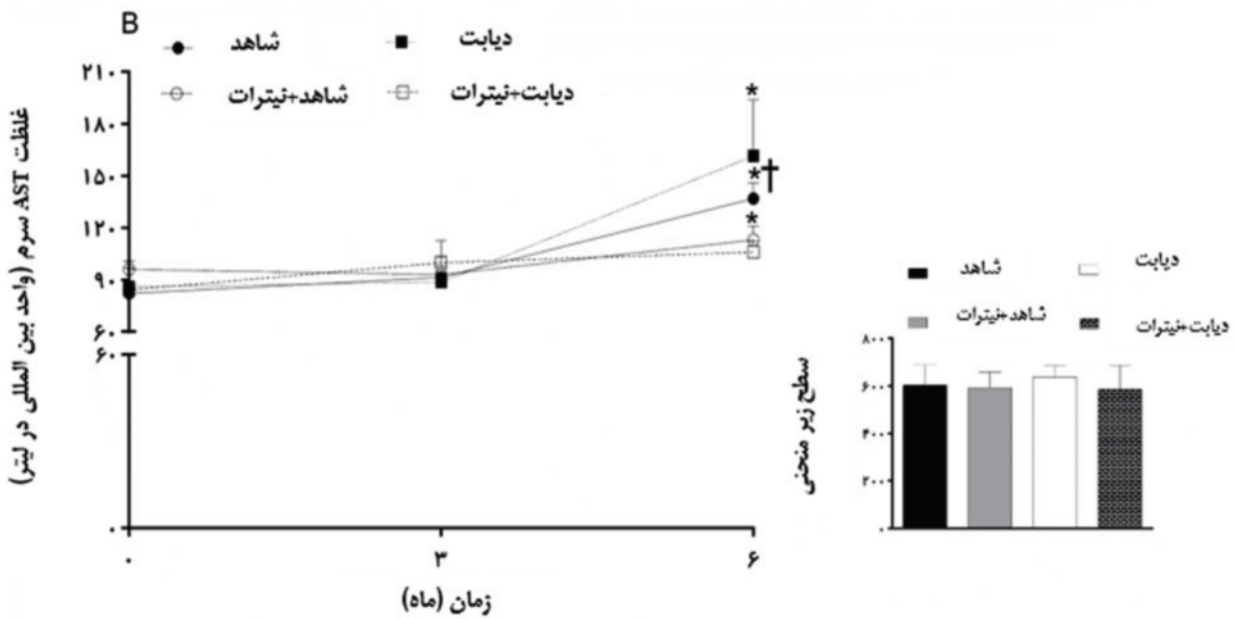 B
شاهد
دیابت
شاهد+نیترات
دیابت+نیترات
غلظت AST سرم (واحد بین المللی در لیتر)
۲۱۰
۱۸۰
۱۵۰
۱۲۰
۹۰
۶۰
۶۰
۰
*
*†
*
۰ ۳ ۶
زمان (ماه)
شاهد
دیابت
شاهد+نیترات
دیابت+نیترات
سطح زیر منحنی
۸۰۰
۶۰۰
۴۰۰
۲۰۰
۰